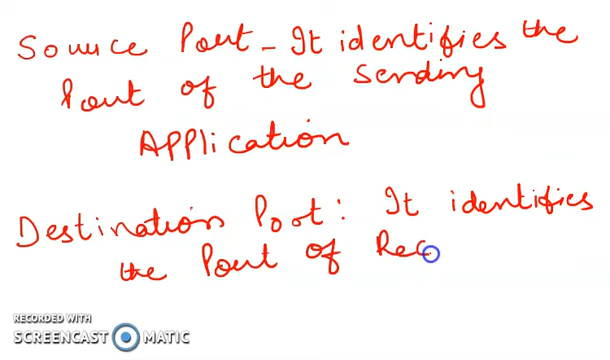 Source Port - It identifies the
Port of the sending
Application
Destination Port: It identifies
the Port of Rec
RECORDED WITH
SCREENCAST MATIC